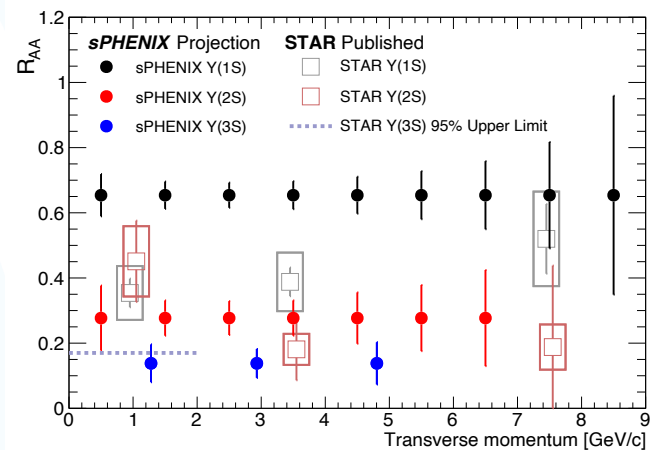 1.2
1
0.8
0.6
0.4
0.2
0
R_AA
sPHENIX Projection
sPHENIX Y(1S)
sPHENIX Y(2S)
sPHENIX Y(3S)
STAR Published
STAR Y(1S)
STAR Y(2S)
STAR Y(3S) 95% Upper Limit
0 1 2 3 4 5 6 7 8 9
Transverse momentum [GeV/c]